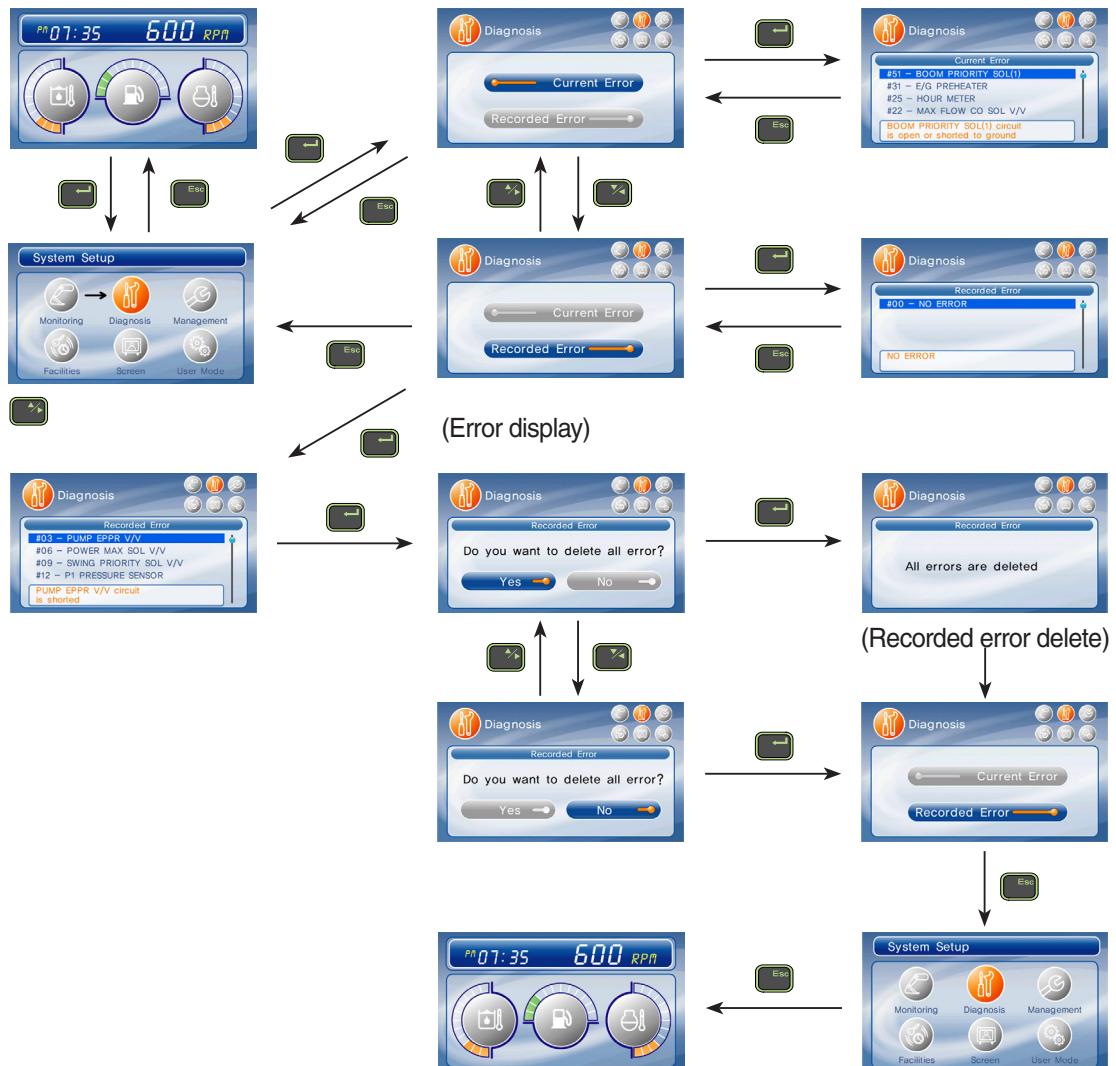 PM 07:35 600 RPM
Esc
System Setup
Monitoring Diagnosis Management
Facilities Screen User Mode
Esc
Diagnosis
Current Error
Recorded Error
Esc
Diagnosis
Current Error
#51 - BOOM PRIORITY SOL(1)
#31 - E/G PREHEATER
#25 - HOUR METER
#22 - MAX FLOW CO SOL V/V
BOOM PRIORITY SOL(1) circuit
is open or shorted to ground
Diagnosis
Current Error
Recorded Error
Esc
Esc
Diagnosis
Recorded Error
#00 - NO ERROR
NO ERROR
(Error display)
Diagnosis
Recorded Error
#03 - PUMP EPPR V/V
#06 - POWER MAX SOL V/V
#09 - SWING PRIORITY SOL V/V
#12 - P1 PRESSURE SENSOR
PUMP EPPR V/V circuit
is shorted
Diagnosis
Recorded Error
Do you want to delete all error?
Yes No
Diagnosis
Recorded Error
All errors are deleted
(Recorded error delete)
Diagnosis
Recorded Error
Do you want to delete all error?
Yes No
Diagnosis
Current Error
Recorded Error
Esc
System Setup
Monitoring Diagnosis Management
Facilities Screen User Mode
Esc
PM 07:35 600 RPM